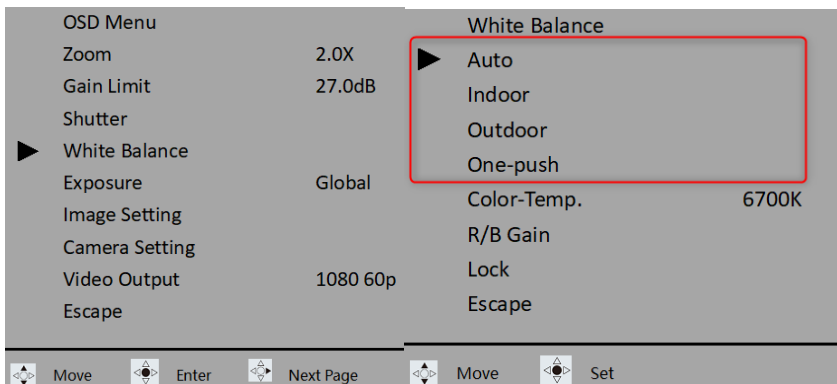 OSD Menu
Zoom 2.0X
Gain Limit 27.0dB
Shutter
White Balance
Exposure Global
Image Setting
Camera Setting
Video Output 1080 60p
Escape
Move Enter Next Page
White Balance
Auto
Indoor
Outdoor
One-push
Color-Temp. 6700K
R/B Gain
Lock
Escape
Move Set